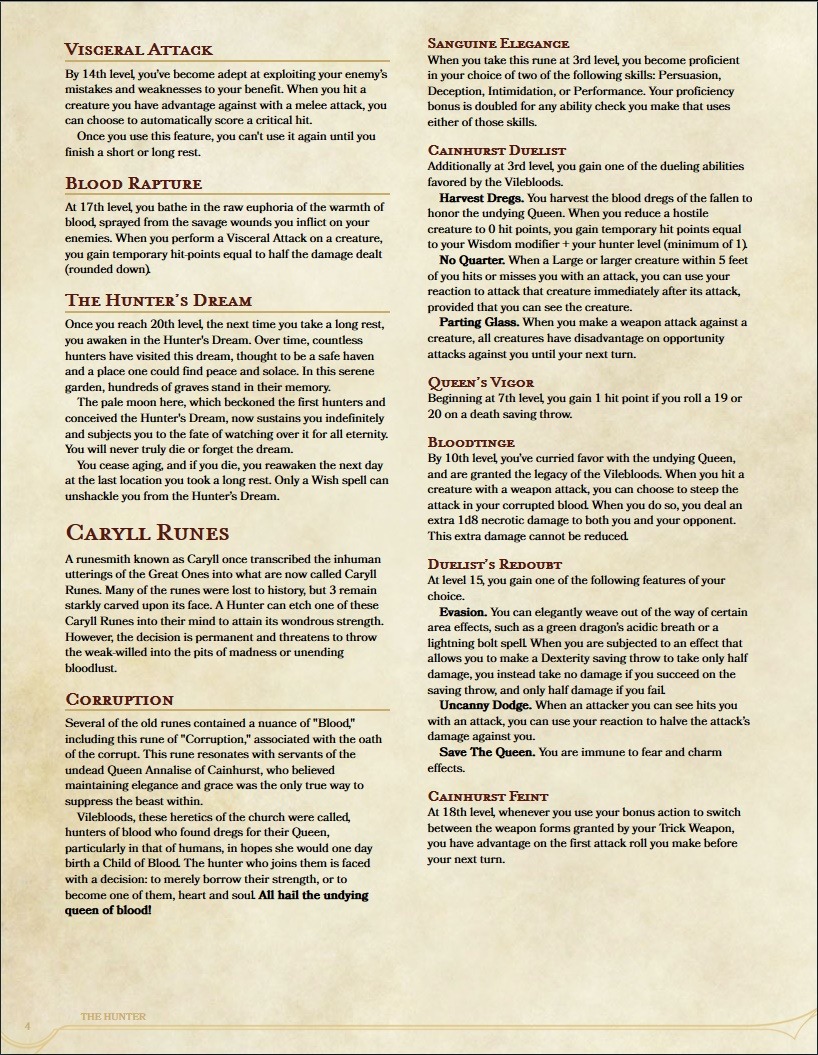 Visceral Attack
By 14th level, you've become adept at exploiting your enemy's
mistakes and weaknesses to your benefit. When you hit a
creature you have advantage against with a melee attack, you
can choose to automatically score a critical hit.
Once you use this feature, you can't use it again until you
finish a short or long rest.
Blood Rapture
At 17th level, you bathe in the raw euphoria of the warmth of
blood, sprayed from the savage wounds you inflict on your
enemies. When you perform a Visceral Attack on a creature,
you gain temporary hit-points equal to half the damage dealt
(rounded down).
The Hunter's Dream
Once you reach 20th level, the next time you take a long rest,
you awaken in the Hunter's Dream. Over time, countless
hunters have visited this dream, thought to be a safe haven
and a place one could find peace and solace. In this serene
garden, hundreds of graves stand in their memory.
The pale moon here, which beckoned the first hunters and
conceived the Hunter's Dream, now sustains you indefinitely
and subjects you to the fate of watching over it for all eternity.
You will never truly die or forget the dream.
You cease aging, and if you die, you reawaken the next day
at the last location you took a long rest. Only a Wish spell can
unshackle you from the Hunter's Dream.
Caryll Runes
A runesmith known as Caryll once transcribed the inhuman
utterings of the Great Ones into what are now called Caryll
Runes. Many of the runes were lost to history, but 3 remain
starkly carved upon its face. A Hunter can etch one of these
Caryll Runes into their mind to attain its wondrous strength.
However, the decision is permanent and threatens to throw
the weak-willed into the pits of madness or unending
bloodlust.
Corruption
Several of the old runes contained a nuance of "Blood,"
including this rune of "Corruption," associated with the oath
of the corrupt. This rune resonates with servants of the
undead Queen Annalise of Cainhurst, who believed
maintaining elegance and grace was the only true way to
suppress the beast within.
Vilebloods, these heretics of the church were called,
hunters of blood who found dregs for their Queen,
particularly in that of humans, in hopes she would one day
birth a Child of Blood. The hunter who joins them is faced
with a decision: to merely borrow their strength, or to
become one of them, heart and soul. All hail the undying
queen of blood!
Sanguine Elegance
When you take this rune at 3rd level, you become proficient
in your choice of two of the following skills: Persuasion,
Deception, Intimidation, or Performance. Your proficiency
bonus is doubled for any ability check you make that uses
either of those skills.
Cainhurst Duelist
Additionally at 3rd level, you gain one of the dueling abilities
favored by the Vilebloods.
Harvest Dregs. You harvest the blood dregs of the fallen to
honor the undying Queen. When you reduce a hostile
creature to 0 hit points, you gain temporary hit points equal
to your Wisdom modifier + your hunter level (minimum of 1).
No Quarter. When a Large or larger creature within 5 feet
of you hits or misses you with an attack, you can use your
reaction to attack that creature immediately after its attack,
provided that you can see the creature.
Parting Glass. When you make a weapon attack against a
creature, all creatures have disadvantage on opportunity
attacks against you until your next turn.
Queen's Vigor
Beginning at 7th level, you gain 1 hit point if you roll a 19 or
20 on a death saving throw.
Bloodtinge
By 10th level, you've curried favor with the undying Queen,
and are granted the legacy of the Vilebloods. When you hit a
creature with a weapon attack, you can choose to steep the
attack in your corrupted blood. When you do so, you deal an
extra 1d8 necrotic damage to both you and your opponent.
This extra damage cannot be reduced.
Duelist's Redoubt
At level 15, you gain one of the following features of your
choice.
Evasion. You can elegantly weave out of the way of certain
area effects, such as a green dragon's acidic breath or a
lightning bolt spell. When you are subjected to an effect that
allows you to make a Dexterity saving throw to take only half
damage, you instead take no damage if you succeed on the
saving throw, and only half damage if you fail.
Uncanny Dodge. When an attacker you can see hits you
with an attack, you can use your reaction to halve the attack's
damage against you.
Save The Queen. You are immune to fear and charm
effects.
Cainhurst Feint
At 18th level, whenever you use your bonus action to switch
between the weapon forms granted by your Trick Weapon,
you have advantage on the first attack roll you make before
your next turn.
THE HUNTER
4